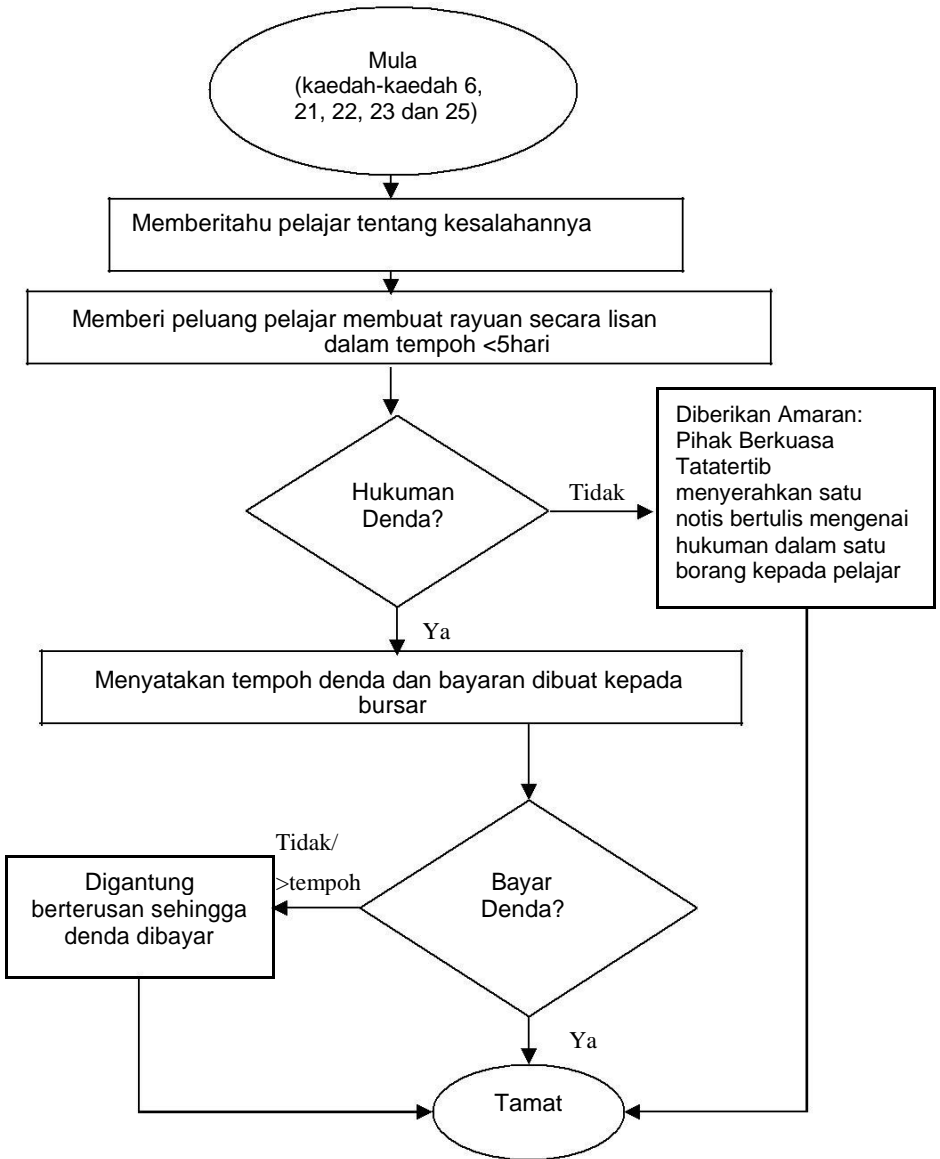 Mula
(kaedah-kaedah 6,
21, 22, 23 dan 25)
Memberitahu pelajar tentang kesalahannya
Memberi peluang pelajar membuat rayuan secara lisan
dalam tempoh <5hari
Hukuman
Denda?
Tidak
Diberikan Amaran:
Pihak Berkuasa
Tatatertib
menyerahkan satu
notis bertulis mengenai
hukuman dalam satu
borang kepada pelajar
Ya
Menyatakan tempoh denda dan bayaran dibuat kepada
bursar
Bayar
Denda?
Tidak/
>tempoh
Digantung
berterusan sehingga
denda dibayar
Ya
Tamat